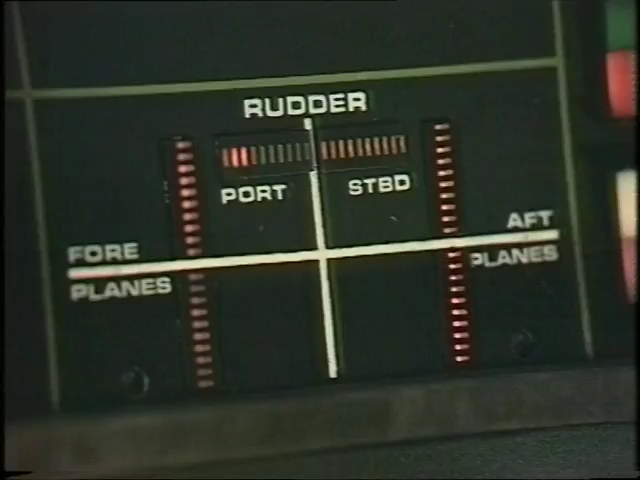 RUDDER
PORT
STBD
FORE
PLANES
AFT
PLANES